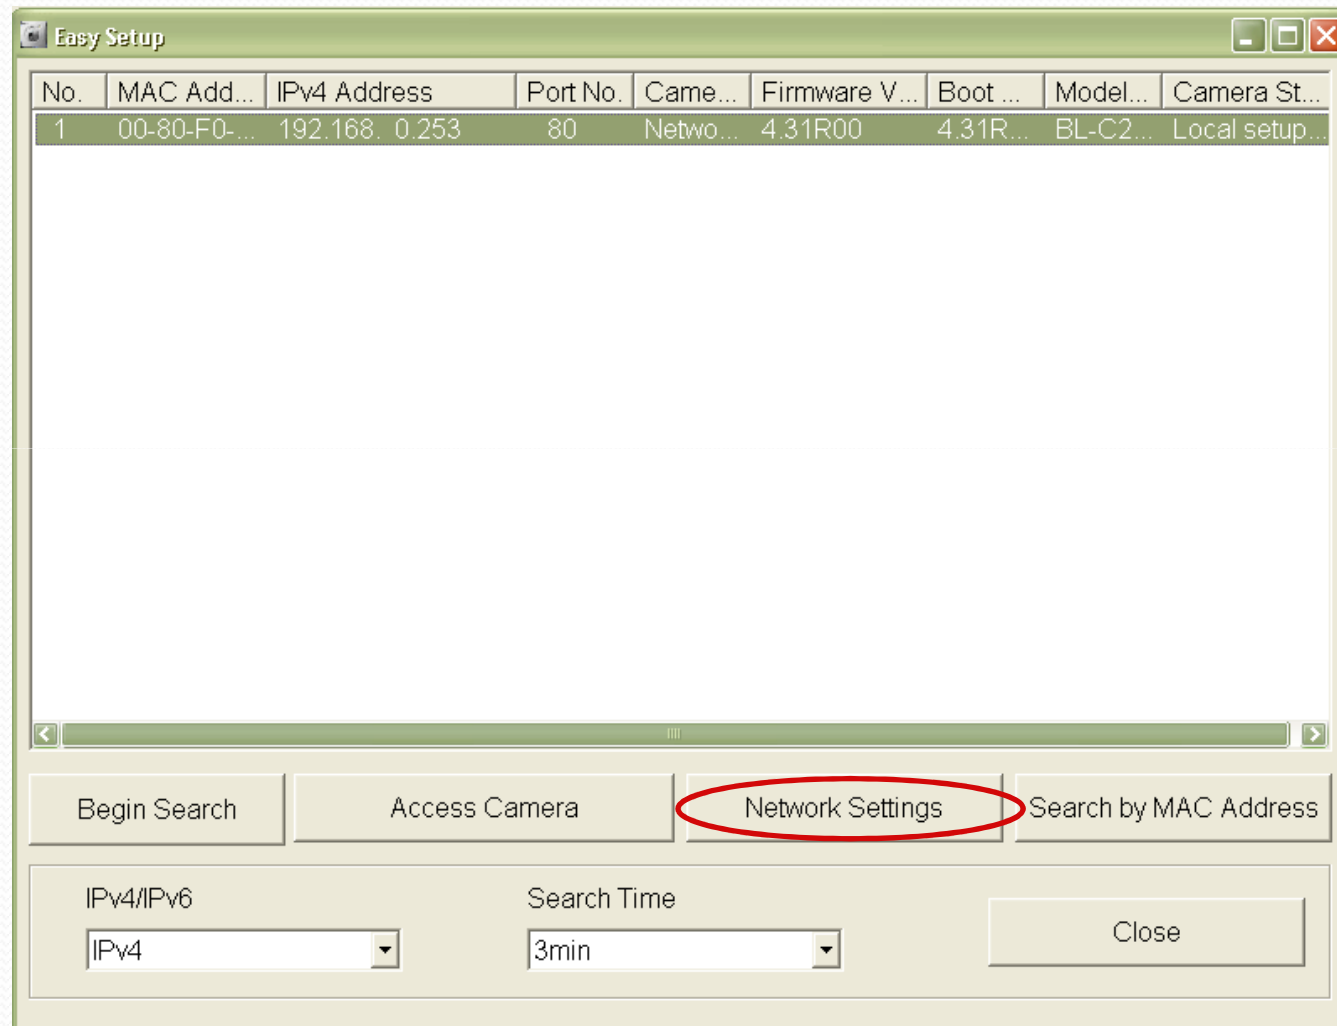 Easy Setup
No. MAC Add... IPv4 Address Port No. Came... Firmware V... Boot ... Model... Camera St...
1 00-80-F0-... 192.168. 0.253 80 Netwo... 4.31R00 4.31R... BL-C2... Local setup...
Begin Search Access Camera Network Settings Search by MAC Address
IPv4/IPv6 Search Time
IPv4 3min Close